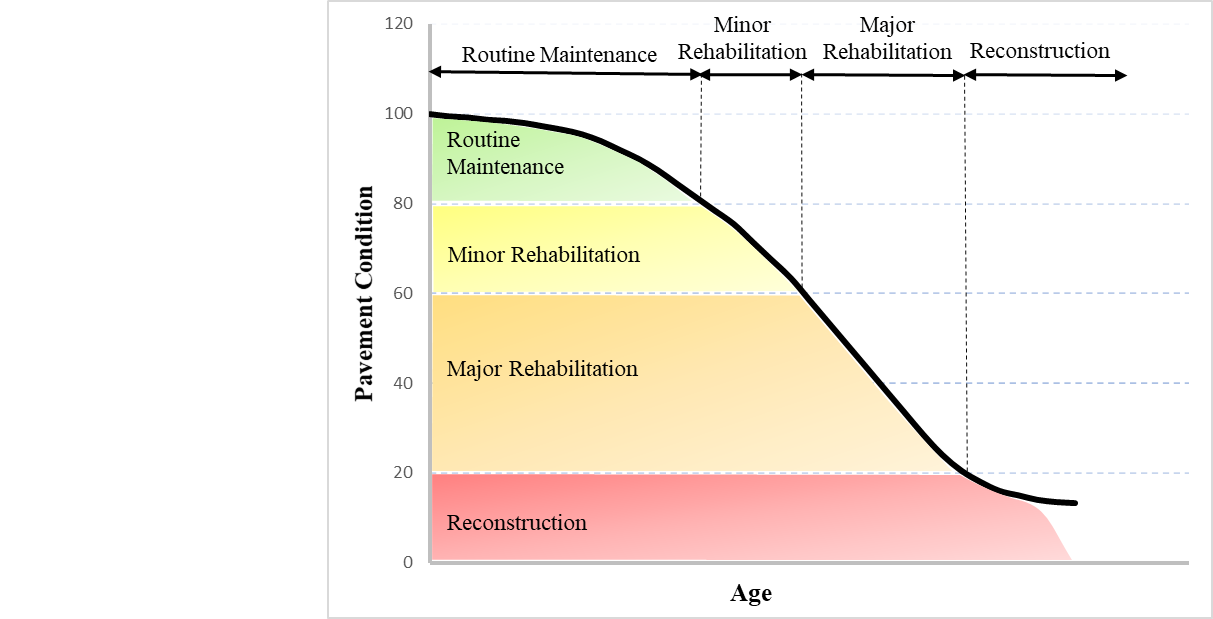 120
100
80
60
40
20
0
Pavement Condition
Routine Maintenance
Minor
Rehabilitation
Major
Rehabilitation
Reconstruction
Routine
Maintenance
Minor Rehabilitation
Major Rehabilitation
Reconstruction
Age